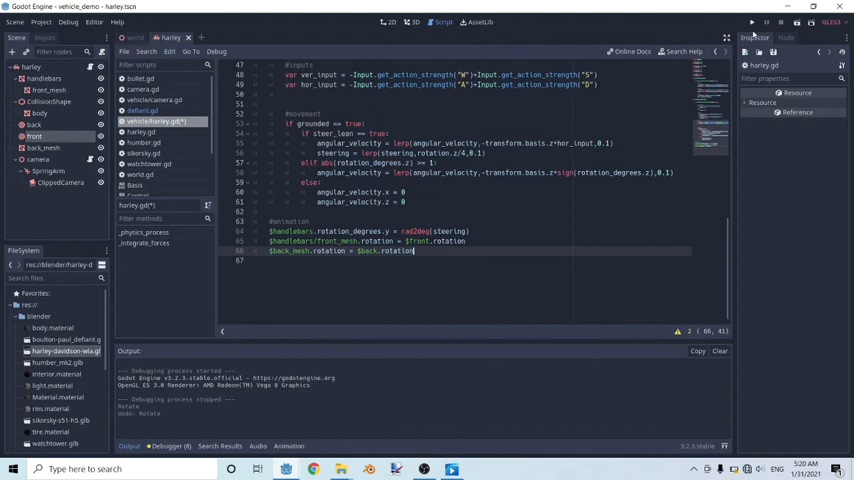 Godot Engine - vehicle_demo - harley.tscn
Scene Project Debug Editor Help
2D 3D Script AssetLib
GLES3
Scene Import
world harley
Inspector Node
Filter nodes
File Edit Search Go To Debug
Online Docs Search Help
harley
handlebars
front_mesh
CollisionShape
body
back
front
back_mesh
camera
SpringArm
ClippedCamera
Filter scripts
bullet.gd
camera.gd
vehicle/camera.gd
defiant.gd
vehicle/harley.gd(*)
harley.gd
humber.gd
sikorsky.gd
watchtower.gd
world.gd
Basis
harley.gd(*)
Filter methods
_physics_process
_integrate_forces
47 #inputs
48 var ver_input = -Input.get_action_strength("W")+Input.get_action_strength("S")
49 var hor_input = -Input.get_action_strength("A")+Input.get_action_strength("D")
50
51
52 #movement
53 if grounded == true:
54 if steer_lean == true:
55 angular_velocity = lerp(angular_velocity,-transform.basis.z*hor_input,0.1)
56 steering = lerp(steering,rotation.z/4,0.1)
57 elif abs(rotation_degrees.z) >= 1:
58 angular_velocity = lerp(angular_velocity,-transform.basis.z*sign(rotation_degrees.z),0.1)
59 else:
60 angular_velocity.x = 0
61 angular_velocity.z = 0
62
63 #animation
64 $handlebars.rotation_degrees.y = rad2deg(steering)
65 $handlebars/front_mesh.rotation = $front.rotation
66 $back_mesh.rotation = $back.rotation
67
2 ( 66, 41)
harley.gd
Filter properties
Resource
Resource
Reference
FileSystem
res://blender/harley-d
Search files
Favorites:
res://
blender
body.material
boulton-paul_defiant.g
harley-davidson-wla.gl
humber_mk2.glb
interior.material
light.material
Material.material
rim.material
sikorsky-s51-h5.glb
tire.material
watchtower.glb
Output:
Copy Clear
--- Debugging process started ---
Godot Engine v3.2.3.stable.official - https://godotengine.org
OpenGL ES 3.0 Renderer: AMD Radeon(TM) Vega 8 Graphics
--- Debugging process stopped ---
Rotate
Undo: Rotate
Output Debugger (8) Search Results Audio Animation
3.2.3.stable
Type here to search
5:20 AM
1/31/2021